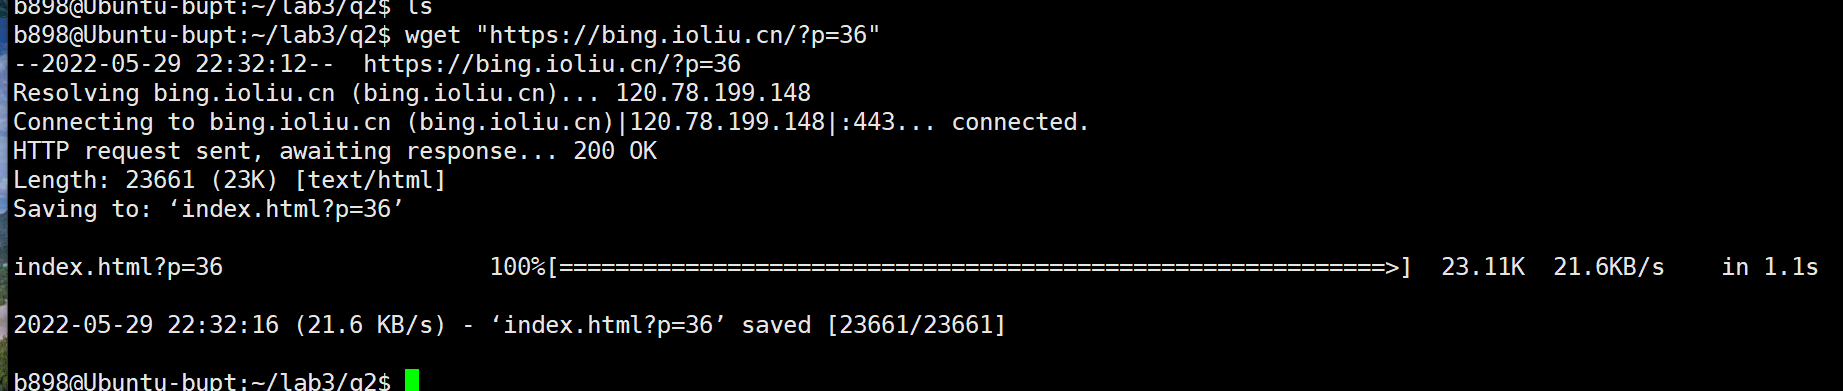 b898@Ubuntu-bupt:~/lab3/q2$ ls
b898@Ubuntu-bupt:~/lab3/q2$ wget "https://bing.ioliu.cn/?p=36"
--2022-05-29 22:32:12--  https://bing.ioliu.cn/?p=36
Resolving bing.ioliu.cn (bing.ioliu.cn)... 120.78.199.148
Connecting to bing.ioliu.cn (bing.ioliu.cn)|120.78.199.148|:443... connected.
HTTP request sent, awaiting response... 200 OK
Length: 23661 (23K) [text/html]
Saving to: ‘index.html?p=36’
index.html?p=36                   100%[===========================================================>]  23.11K  21.6KB/s    in 1.1s
2022-05-29 22:32:16 (21.6 KB/s) - ‘index.html?p=36’ saved [23661/23661]
b898@Ubuntu-bupt:~/lab3/q2$